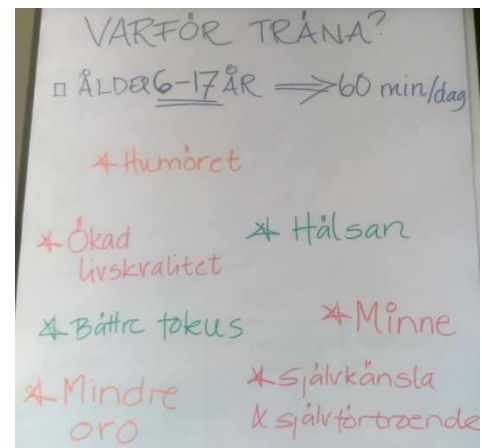 VARFÖR TRÄNA?
□ ÅLDER 6-17 ÅR ⇒ 60 min/dag
* Humöret
* Ökad
livskvalitet
* Hälsan
* Bättre fokus
* Minne
* Mindre
oro
* Självkänsla
& självförtroende